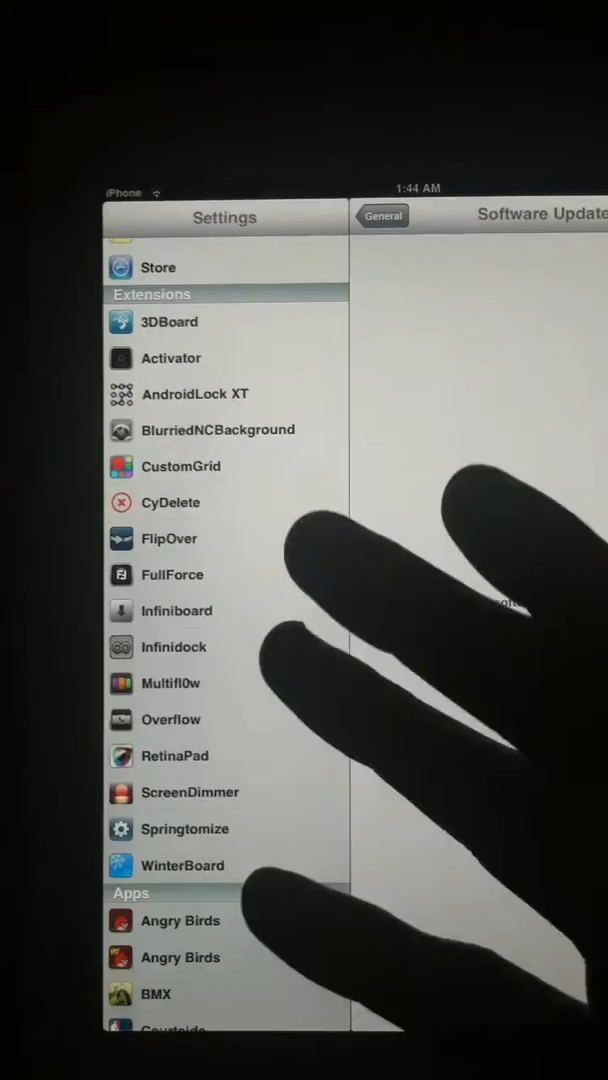 iPhone
1:44 AM
Settings
General
Software Update
Store
Extensions
3DBoard
Activator
AndroidLock XT
BlurriedNCBackground
CustomGrid
CyDelete
FlipOver
FullForce
Infiniboard
Infinidock
Multifl0w
Overflow
RetinaPad
ScreenDimmer
Springtomize
WinterBoard
Apps
Angry Birds
Angry Birds
BMX